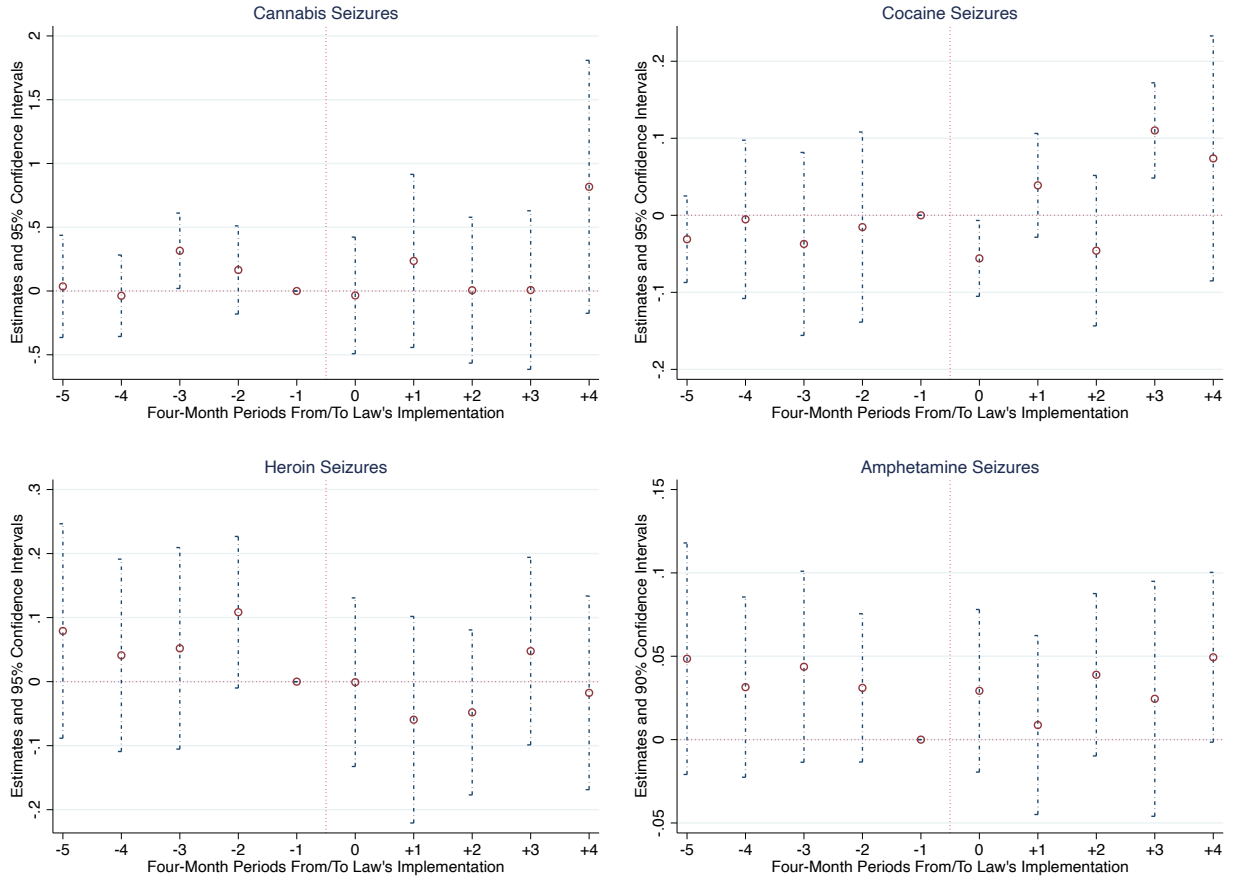 Cannabis Seizures
Estimates and 95% Confidence Intervals
2
1.5
1
.5
0
-.5
-5 -4 -3 -2 -1 0 +1 +2 +3 +4
Four-Month Periods From/To Law's Implementation
Cocaine Seizures
Estimates and 95% Confidence Intervals
.2
.1
0
-.1
-.2
-5 -4 -3 -2 -1 0 +1 +2 +3 +4
Four-Month Periods From/To Law's Implementation
Heroin Seizures
Estimates and 95% Confidence Intervals
.3
.2
.1
0
-.1
-.2
-5 -4 -3 -2 -1 0 +1 +2 +3 +4
Four-Month Periods From/To Law's Implementation
Amphetamine Seizures
Estimates and 90% Confidence Intervals
.15
.1
.05
0
-.05
-5 -4 -3 -2 -1 0 +1 +2 +3 +4
Four-Month Periods From/To Law's Implementation